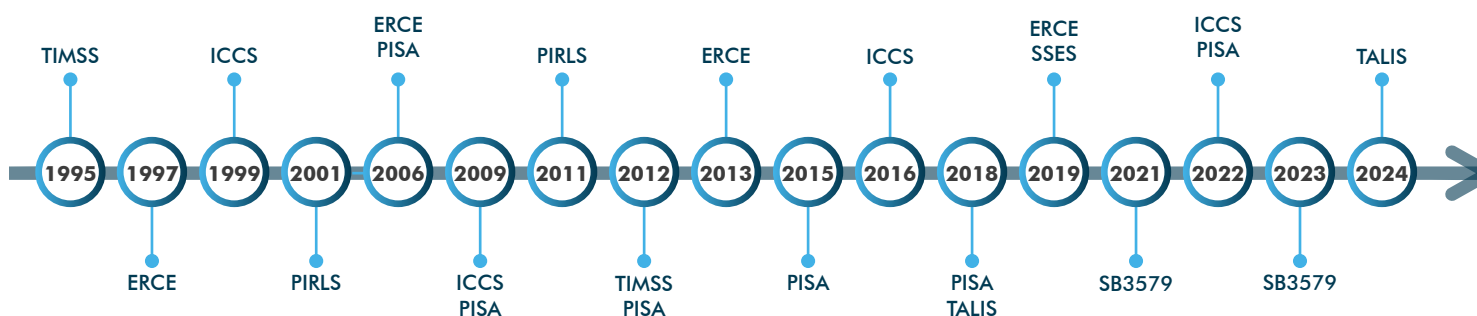 TIMSS
ICCS
ERCE
PISA
PIRLS
ERCE
ICCS
ERCE
SSES
ICCS
PISA
TALIS
1995 1997 1999 2001 2006 2009 2011 2012 2013 2015 2016 2018 2019 2021 2022 2023 2024
ERCE
PIRLS
ICCS
PISA
TIMSS
PISA
PISA
PISA
TALIS
SB3579
SB3579